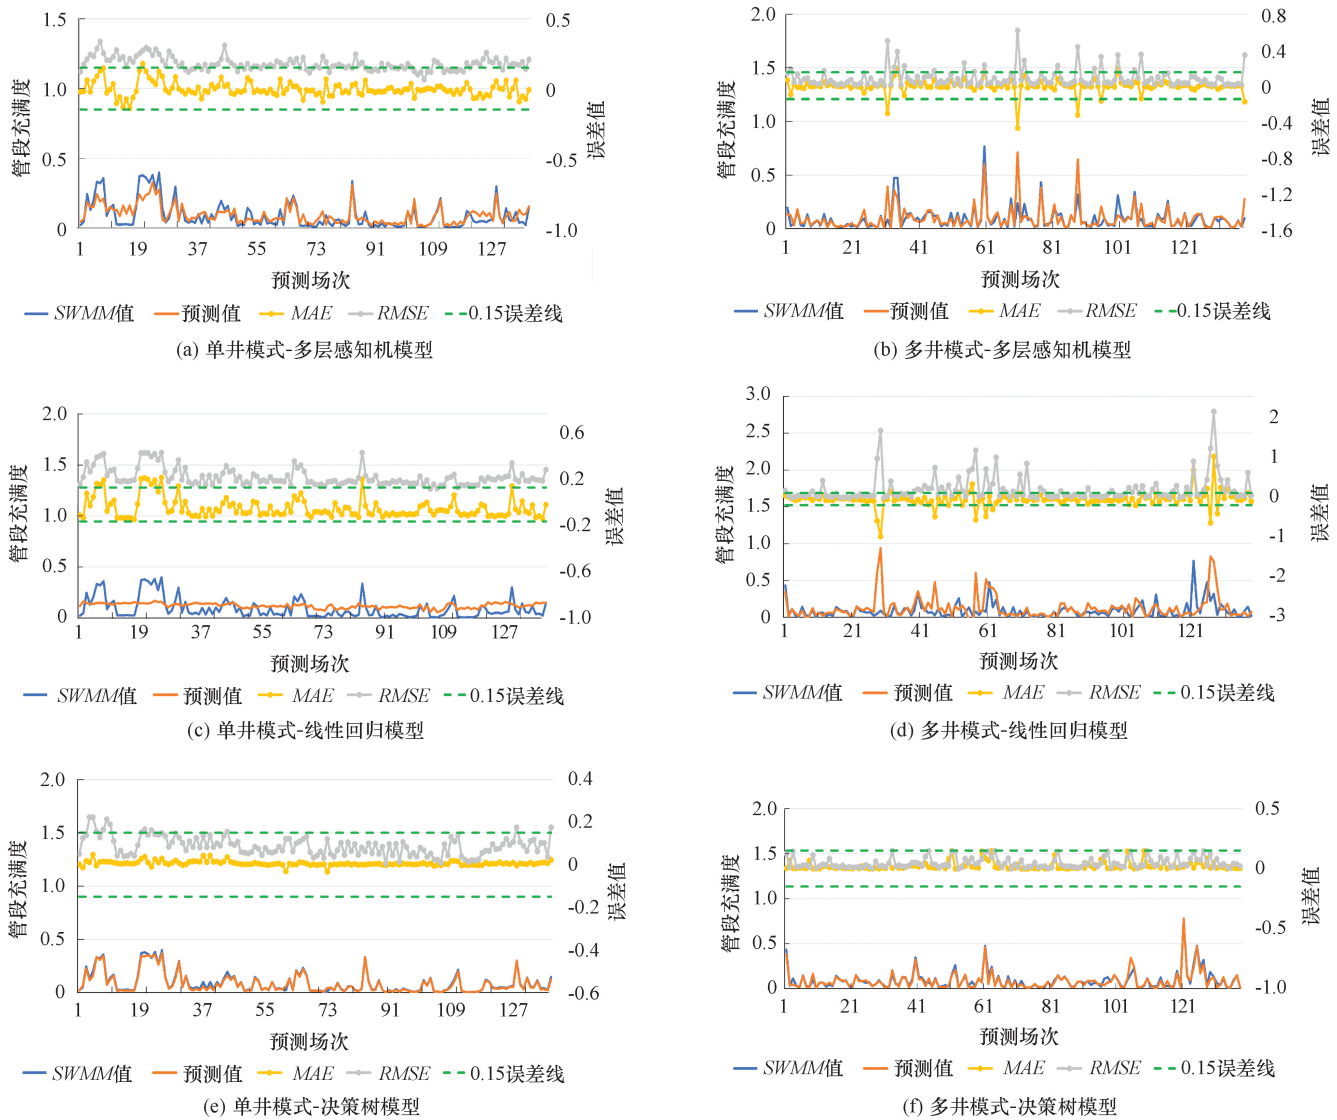 1.5
1.0
0.5
0
0.5
0
-0.5
-1.0
管段充满度
误差值
1 19 37 55 73 91 109 127
预测场次
SWMM值 预测值 MAE RMSE 0.15误差线
(a) 单井模式-多层感知机模型
2.0
1.5
1.0
0.5
0
0.8
0.4
0
-0.4
-0.8
-1.2
-1.6
管段充满度
误差值
1 21 41 61 81 101 121
预测场次
SWMM值 预测值 MAE RMSE 0.15误差线
(b) 多井模式-多层感知机模型
2.0
1.5
1.0
0.5
0
0.6
0.2
-0.2
-0.6
-1.0
管段充满度
误差值
1 19 37 55 73 91 109 127
预测场次
SWMM值 预测值 MAE RMSE 0.15误差线
(c) 单井模式-线性回归模型
3.0
2.5
2.0
1.5
1.0
0.5
0
2
1
0
-1
-2
-3
管段充满度
误差值
1 21 41 61 81 101 121
预测场次
SWMM值 预测值 MAE RMSE 0.15误差线
(d) 多井模式-线性回归模型
2.0
1.5
1.0
0.5
0
0.4
0.2
0
-0.2
-0.4
-0.6
管段充满度
误差值
1 19 37 55 73 91 109 127
预测场次
SWMM值 预测值 MAE RMSE 0.15误差线
(e) 单井模式-决策树模型
2.0
1.5
1.0
0.5
0
0.5
0
-0.5
-1.0
管段充满度
误差值
1 21 41 61 81 101 121
预测场次
SWMM值 预测值 MAE RMSE 0.15误差线
(f) 多井模式-决策树模型